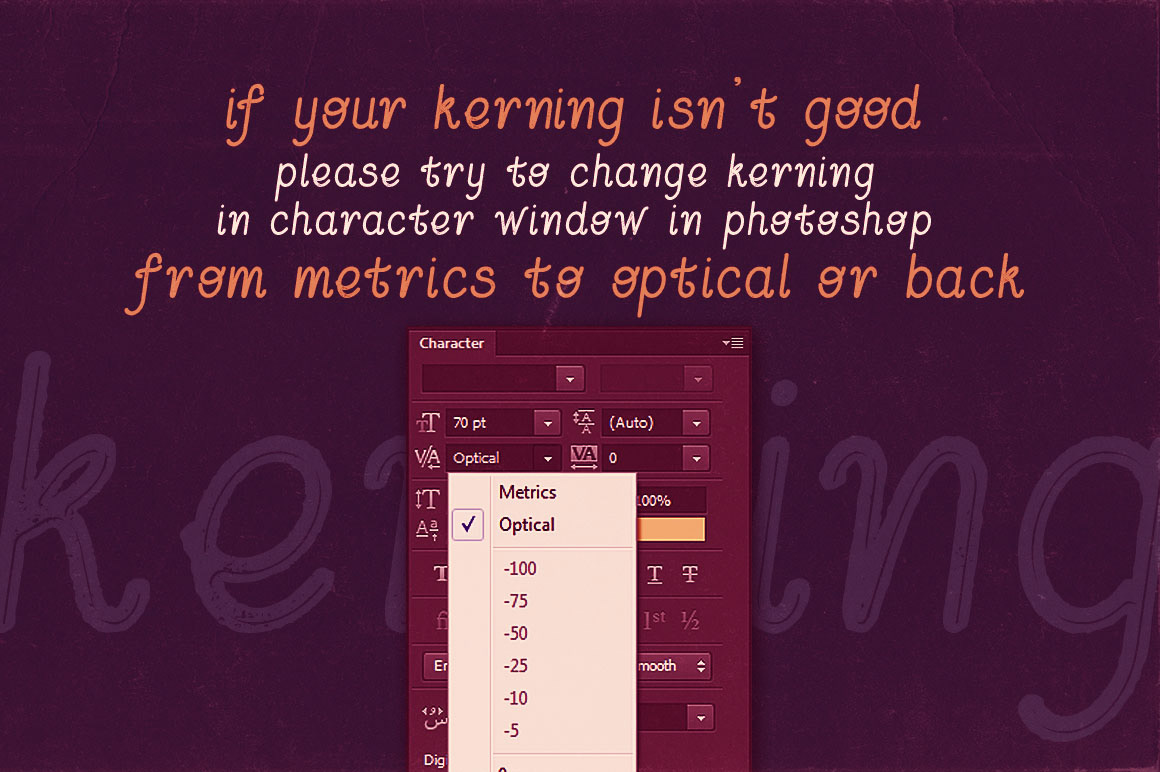 if your kerning isn't good
please try to change kerning
in character window in photoshop
from metrics to optical or back
kerning
Character
70 pt
(Auto)
Optical
0
Metrics
100%
Optical
-100
-75
-50
1st ½
-25
-10
-5